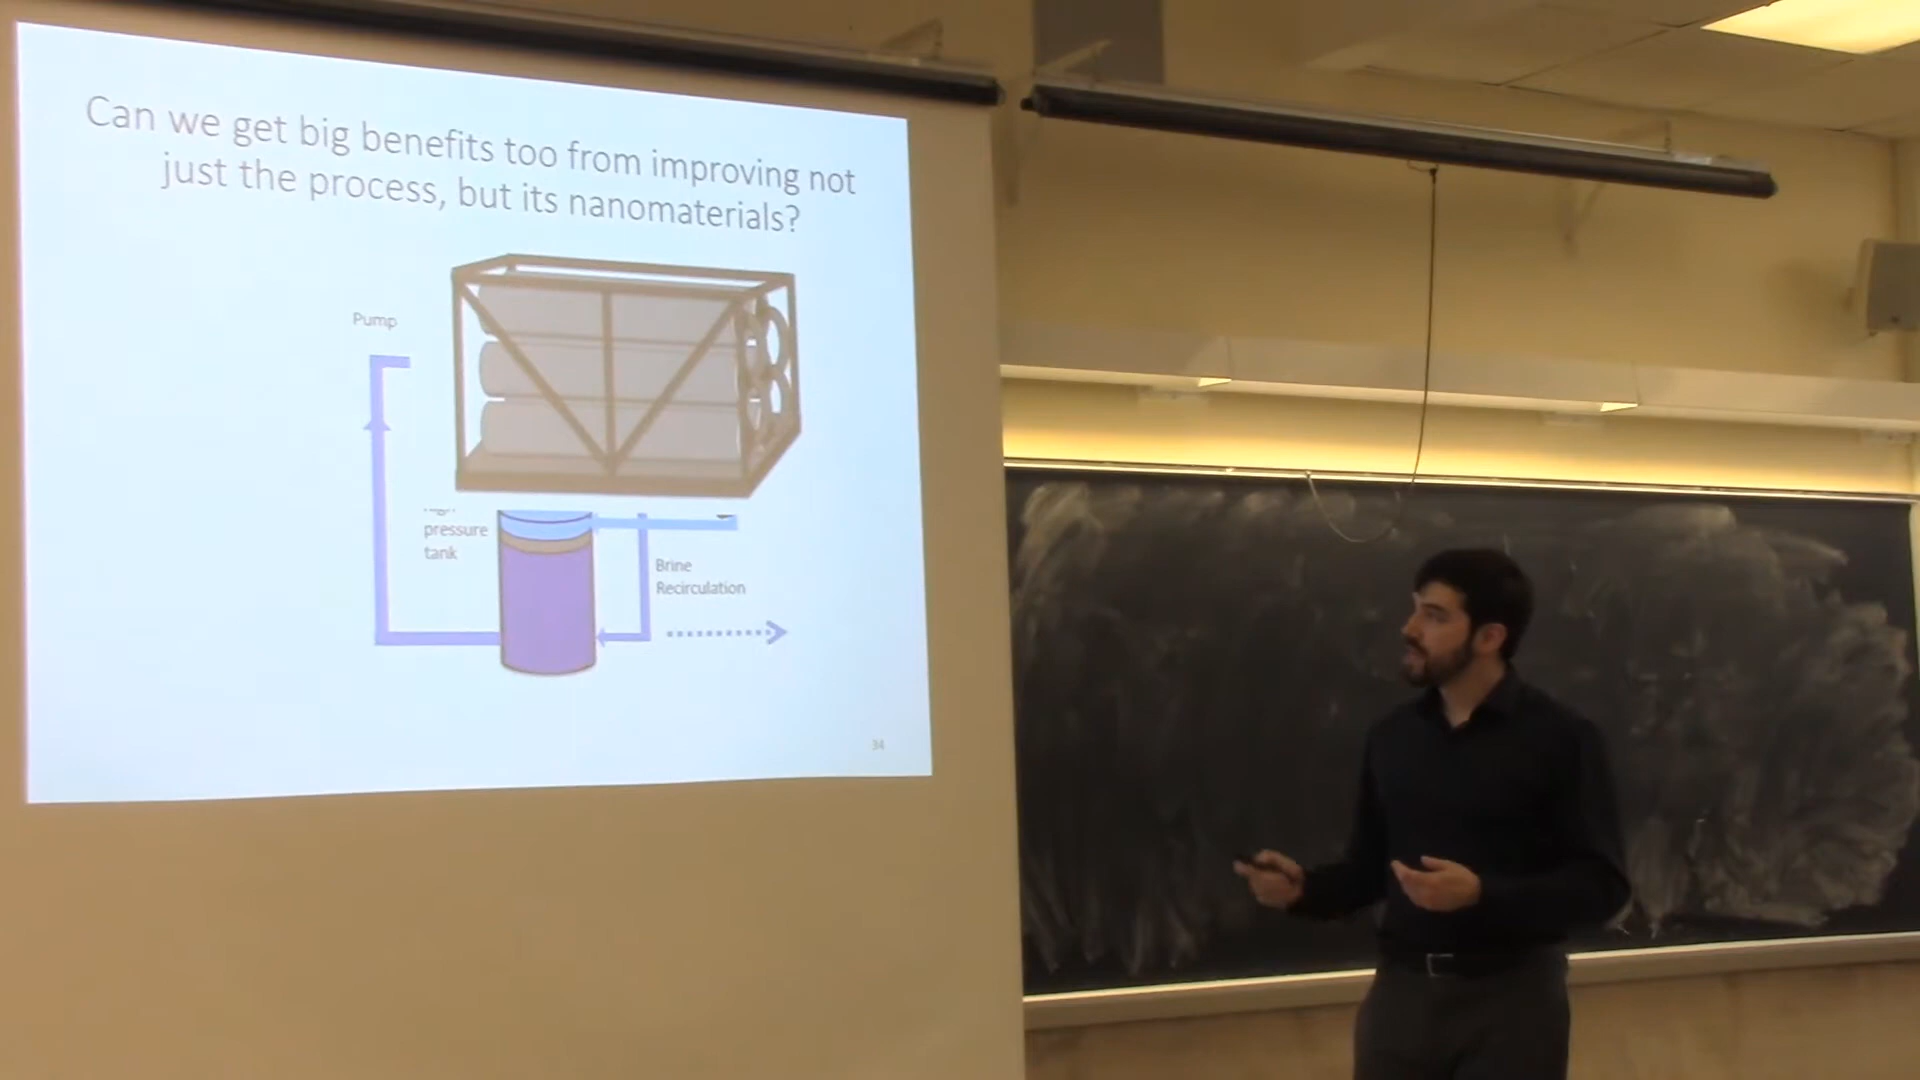 Can we get big benefits too from improving not
just the process, but its nanomaterials?
Pump
pressure
tank
Brine
Recirculation
34